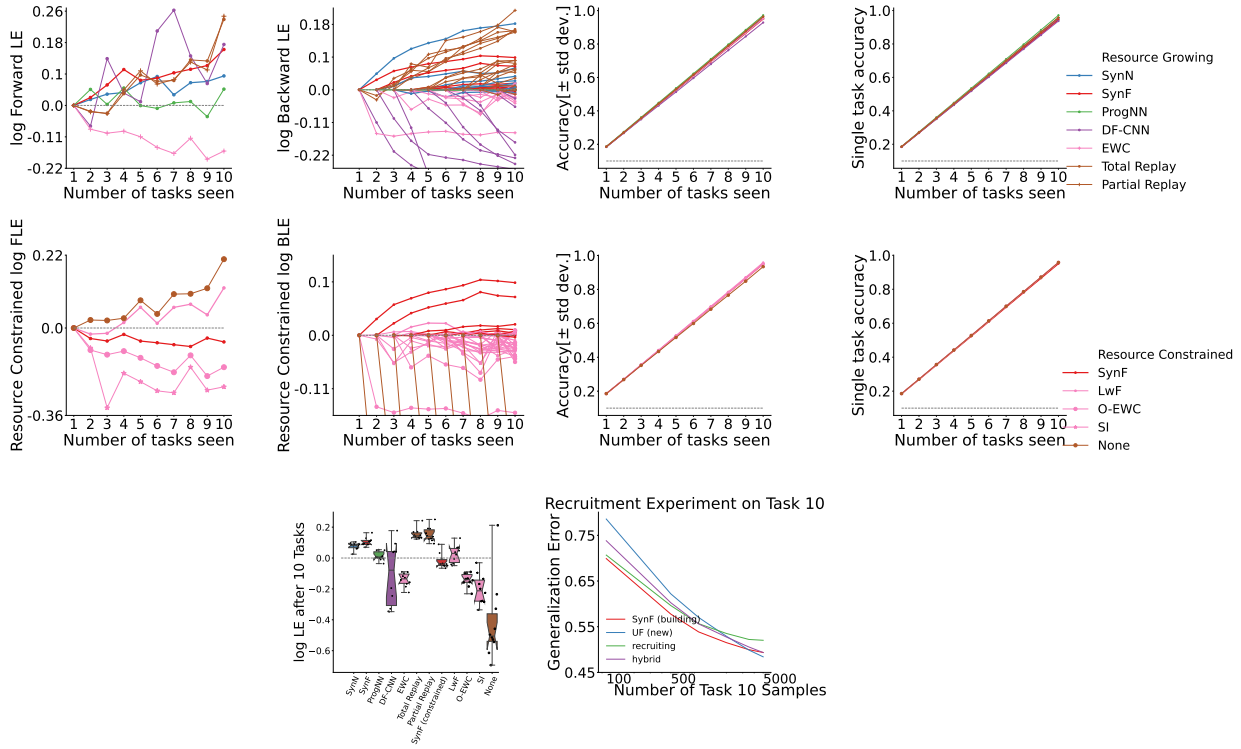 log Forward LE
0.26
0.18
0.1
0.0
-0.11
-0.22
1 2 3 4 5 6 7 8 9 10
Number of tasks seen
log Backward LE
0.26
0.18
0.1
0.0
-0.11
-0.22
1 2 3 4 5 6 7 8 9 10
Number of tasks seen
Accuracy[± std dev.]
1.0
0.8
0.6
0.4
0.2
1 2 3 4 5 6 7 8 9 10
Number of tasks seen
Single task accuracy
1.0
0.8
0.6
0.4
0.2
1 2 3 4 5 6 7 8 9 10
Number of tasks seen
Resource Growing
SynN
SynF
ProgNN
DF-CNN
EWC
Total Replay
Partial Replay
Resource Constrained log FLE
0.22
0.0
-0.36
1 2 3 4 5 6 7 8 9 10
Number of tasks seen
Resource Constrained log BLE
0.1
0.0
-0.11
1 2 3 4 5 6 7 8 9 10
Number of tasks seen
Accuracy[± std dev.]
1.0
0.8
0.6
0.4
0.2
1 2 3 4 5 6 7 8 9 10
Number of tasks seen
Single task accuracy
1.0
0.8
0.6
0.4
0.2
1 2 3 4 5 6 7 8 9 10
Number of tasks seen
Resource Constrained
SynF
LwF
O-EWC
SI
None
log LE after 10 Tasks
0.2
0.0
−0.2
−0.4
−0.6
SynN
SynF
ProgNN
DF-CNN
EWC
Total Replay
Partial Replay
SynF (constrained)
LwF
O-EWC
SI
None
Recruitment Experiment on Task 10
Generalization Error
0.75
0.65
0.55
0.45
SynF (building)
UF (new)
recruiting
hybrid
100 500 5000
Number of Task 10 Samples